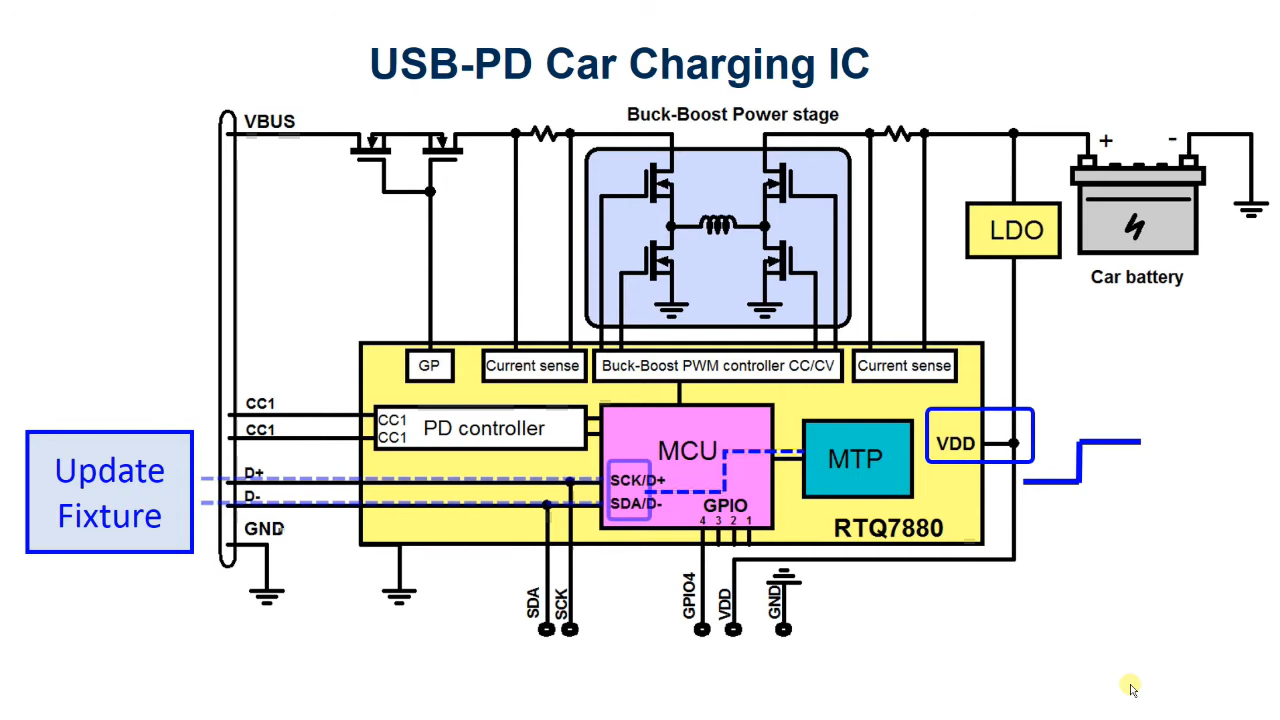 USB-PD Car Charging IC
Buck-Boost Power stage
VBUS
+ -
LDO
Car battery
GP
Current sense
Buck-Boost PWM controller CC/CV
Current sense
CC1
CC1
CC1
CC1
PD controller
MCU
MTP
VDD
Update
Fixture
D+
D-
GND
SCK/D+
SDA/D-
GPIO
4 3 2 1
RTQ7880
SDA
SCK
GPIO4
VDD
GND